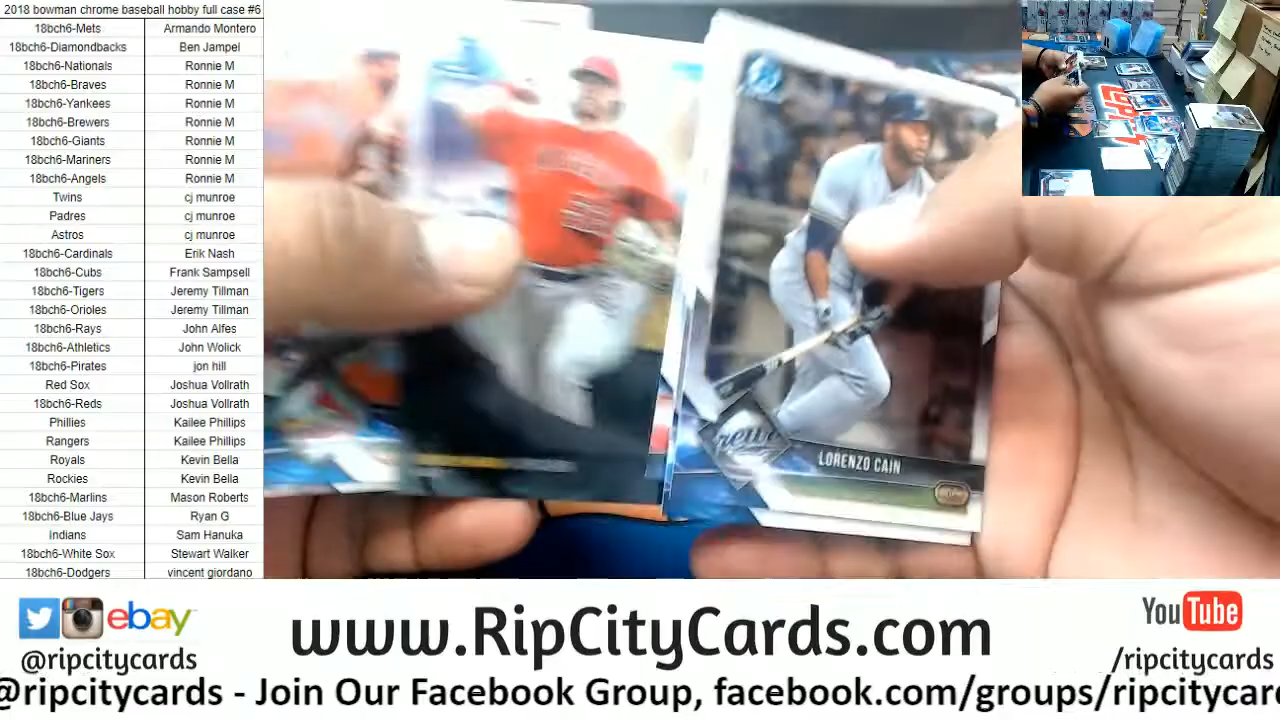 2018 bowman chrome baseball hobby full case #6
18bch6-Mets Armando Montero
18bch6-Diamondbacks Ben Jampel
18bch6-Nationals Ronnie M
18bch6-Braves Ronnie M
18bch6-Yankees Ronnie M
18bch6-Brewers Ronnie M
18bch6-Giants Ronnie M
18bch6-Mariners Ronnie M
18bch6-Angels Ronnie M
Twins cj munroe
Padres cj munroe
Astros cj munroe
18bch6-Cardinals Erik Nash
18bch6-Cubs Frank Sampsell
18bch6-Tigers Jeremy Tillman
18bch6-Orioles Jeremy Tillman
18bch6-Rays John Alfes
18bch6-Athletics John Wolick
18bch6-Pirates jon hill
Red Sox Joshua Vollrath
18bch6-Reds Joshua Vollrath
Phillies Kailee Phillips
Rangers Kailee Phillips
Royals Kevin Bella
Rockies Kevin Bella
18bch6-Marlins Mason Roberts
18bch6-Blue Jays Ryan G
Indians Sam Hanuka
18bch6-White Sox Stewart Walker
18bch6-Dodgers vincent giordano
LORENZO CAIN
ebay
@ripcitycards
www.RipCityCards.com
YouTube
/ripcitycards
@ripcitycards - Join Our Facebook Group, facebook.com/groups/ripcitycard